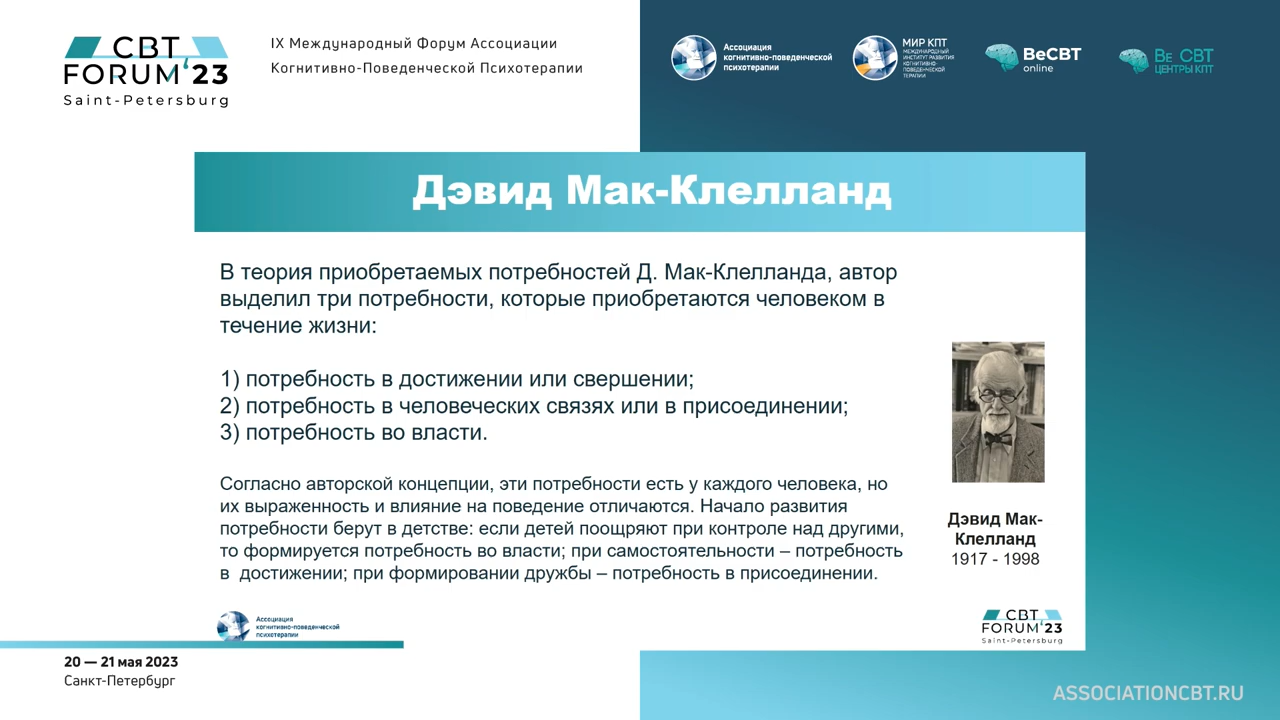 CBT
FORUM'23
Saint-Petersburg
IX Международный Форум Ассоциации
Когнитивно-Поведенческой Психотерапии
Ассоциация
когнитивно-поведенческой
психотерапии
МИР КПТ
МЕЖДУНАРОДНЫЙ
ИНСТИТУТ РАЗВИТИЯ
КОГНИТИВНО-
ПОВЕДЕНЧЕСКОЙ
ТЕРАПИИ
BeCBT
online
Be CBT
ЦЕНТРЫ КПТ
Дэвид Мак-Клелланд
В теория приобретаемых потребностей Д. Мак-Клелланда, автор
выделил три потребности, которые приобретаются человеком в
течение жизни:
1) потребность в достижении или свершении;
2) потребность в человеческих связях или в присоединении;
3) потребность во власти.
Согласно авторской концепции, эти потребности есть у каждого человека, но
их выраженность и влияние на поведение отличаются. Начало развития
потребности берут в детстве: если детей поощряют при контроле над другими,
то формируется потребность во власти; при самостоятельности – потребность
в достижении; при формировании дружбы – потребность в присоединении.
Дэвид Мак-
Клелланд
1917 - 1998
Ассоциация
когнитивно-поведенческой
психотерапии
CBT
FORUM'23
Saint-Petersburg
20 — 21 мая 2023
Санкт-Петербург
ASSOCIATIONCBT.RU